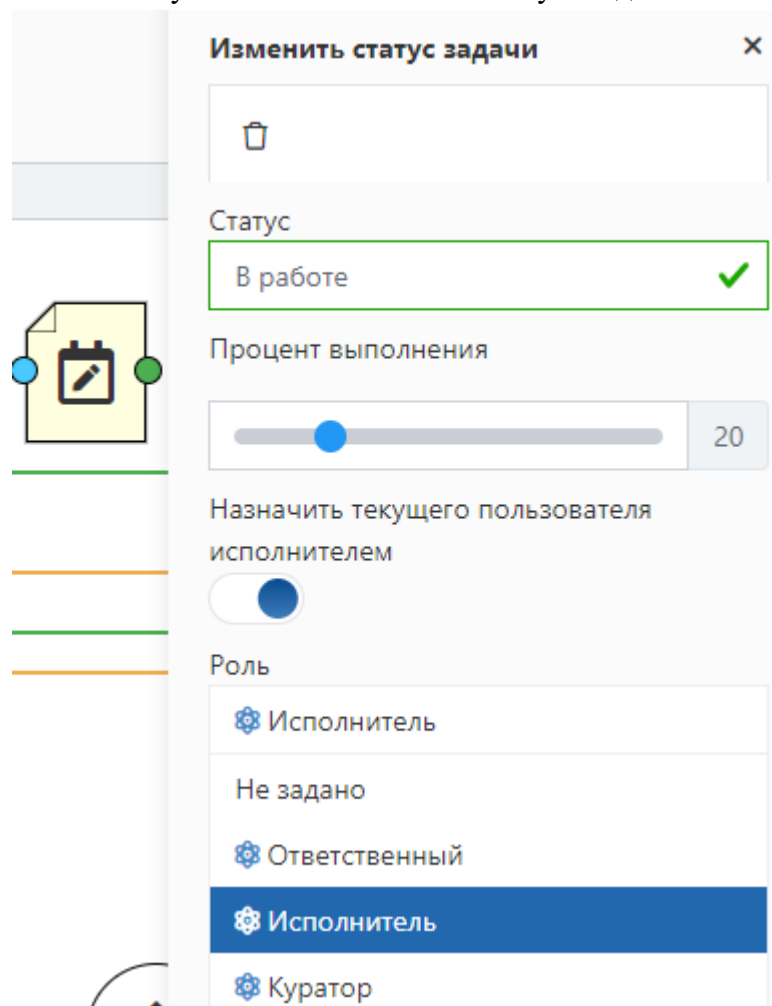 Изменить статус задачи
Статус
В работе
Процент выполнения
20
Назначить текущего пользователя
исполнителем
Роль
Исполнитель
Не задано
Ответственный
Исполнитель
Куратор